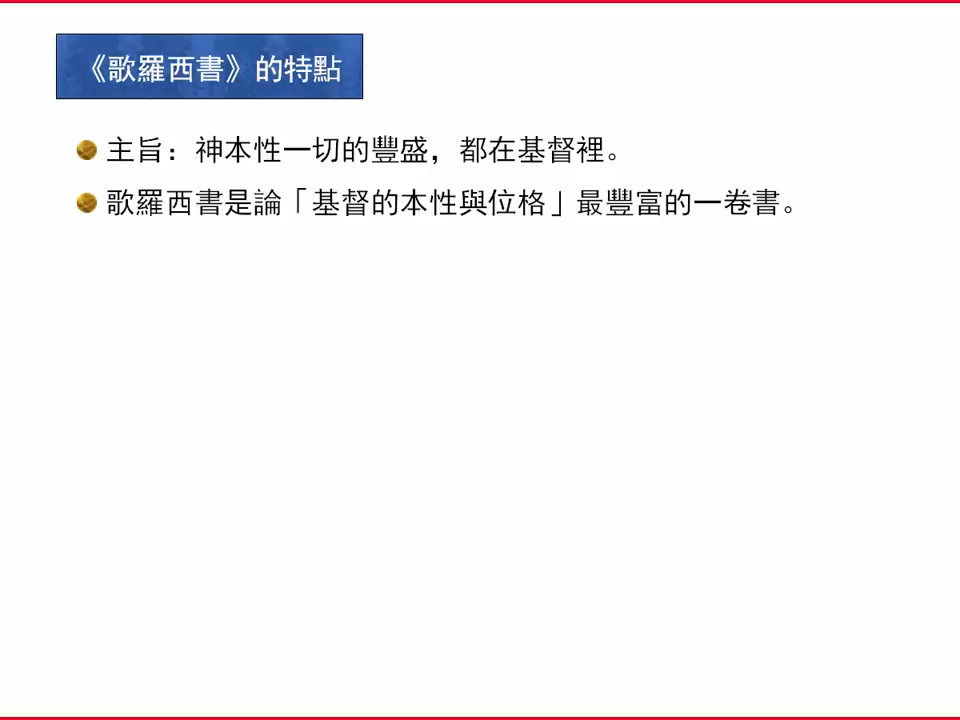 《歌羅西書》的特點
主旨：神本性一切的豐盛，都在基督裡。
歌羅西書是論「基督的本性與位格」最豐富的一卷書。